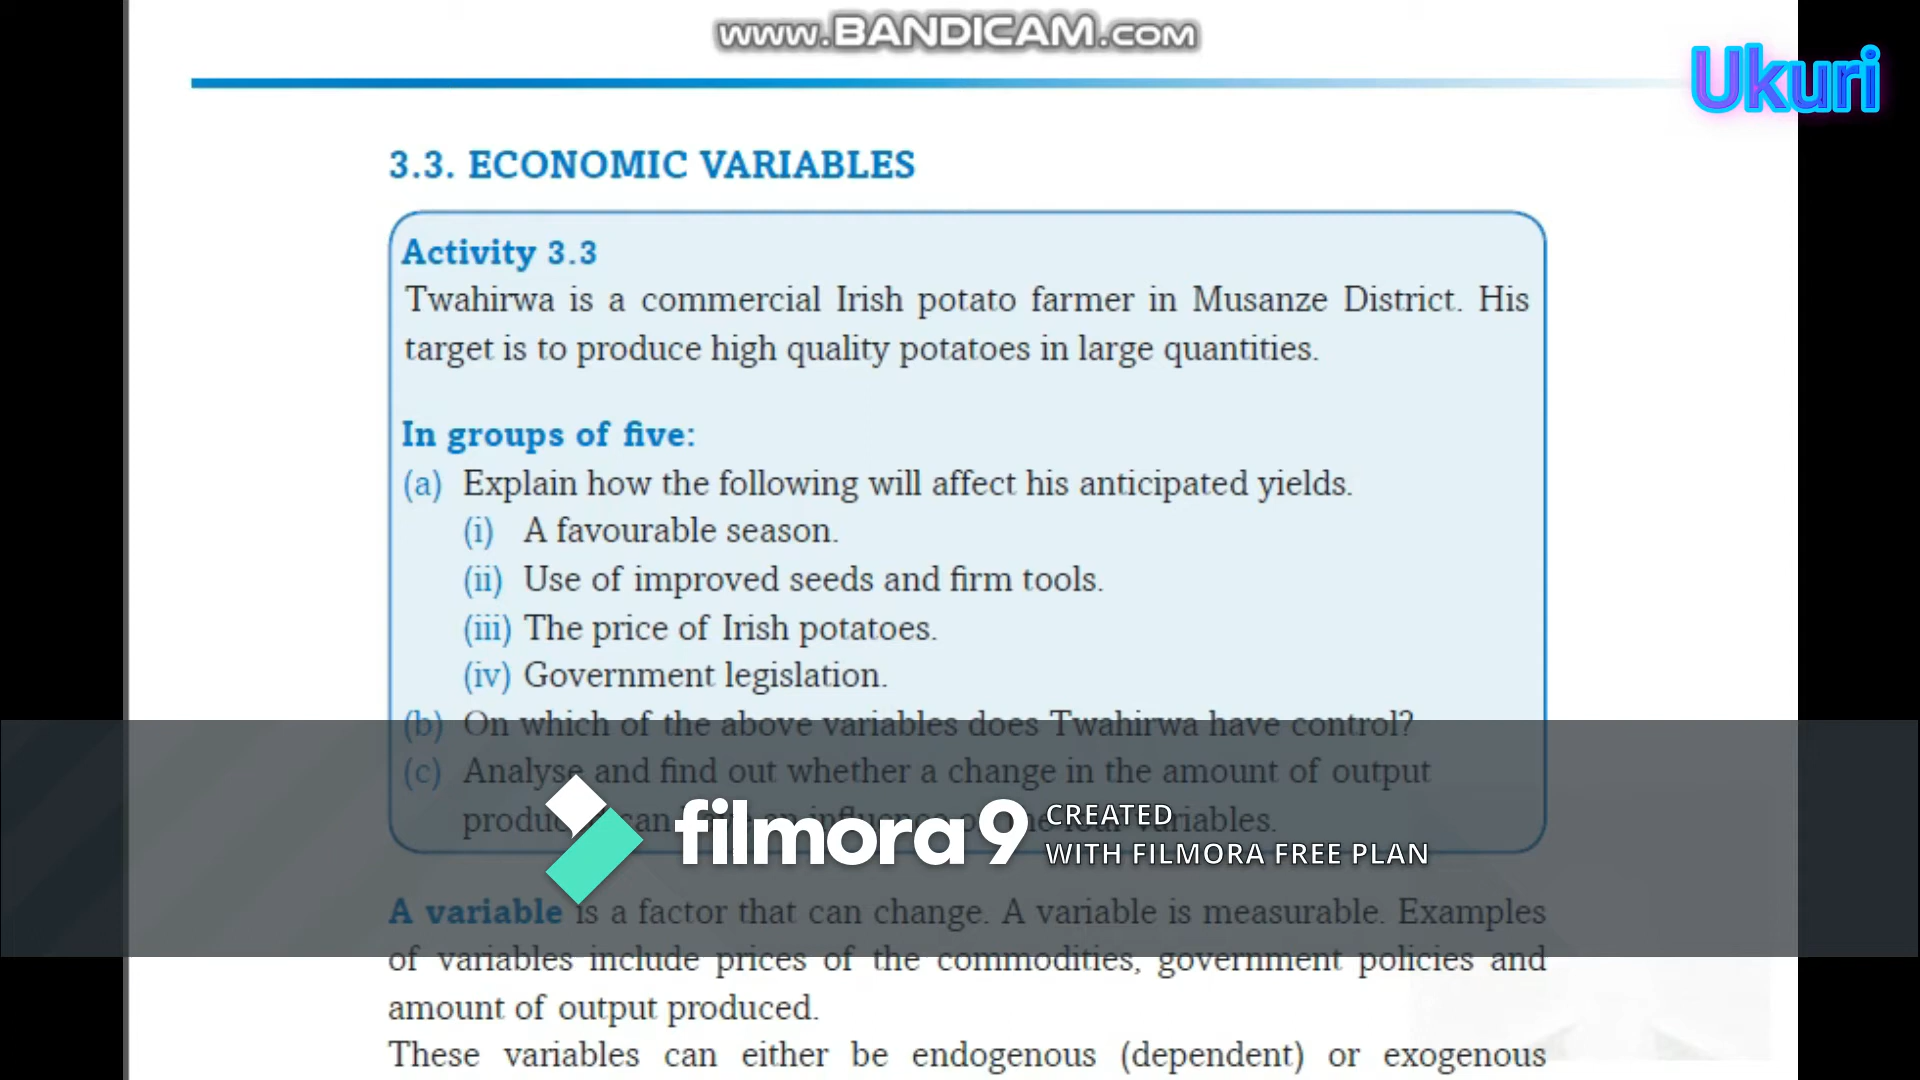 www.BANDICAM.com
Ukuri
3.3. ECONOMIC VARIABLES
Activity 3.3
Twahirwa is a commercial Irish potato farmer in Musanze District. His
target is to produce high quality potatoes in large quantities.
In groups of five:
(a) Explain how the following will affect his anticipated yields.
(i) A favourable season.
(ii) Use of improved seeds and firm tools.
(iii) The price of Irish potatoes.
(iv) Government legislation.
(b) On which of the above variables does Twahirwa have control?
(c) Analyse and find out whether a change in the amount of output
can influence variables.
filmora9 CREATED
WITH FILMORA FREE PLAN
A variable is a factor that can change. A variable is measurable. Examples
of variables include prices of the commodities, government policies and
amount of output produced.
These variables can either be endogenous (dependent) or exogenous